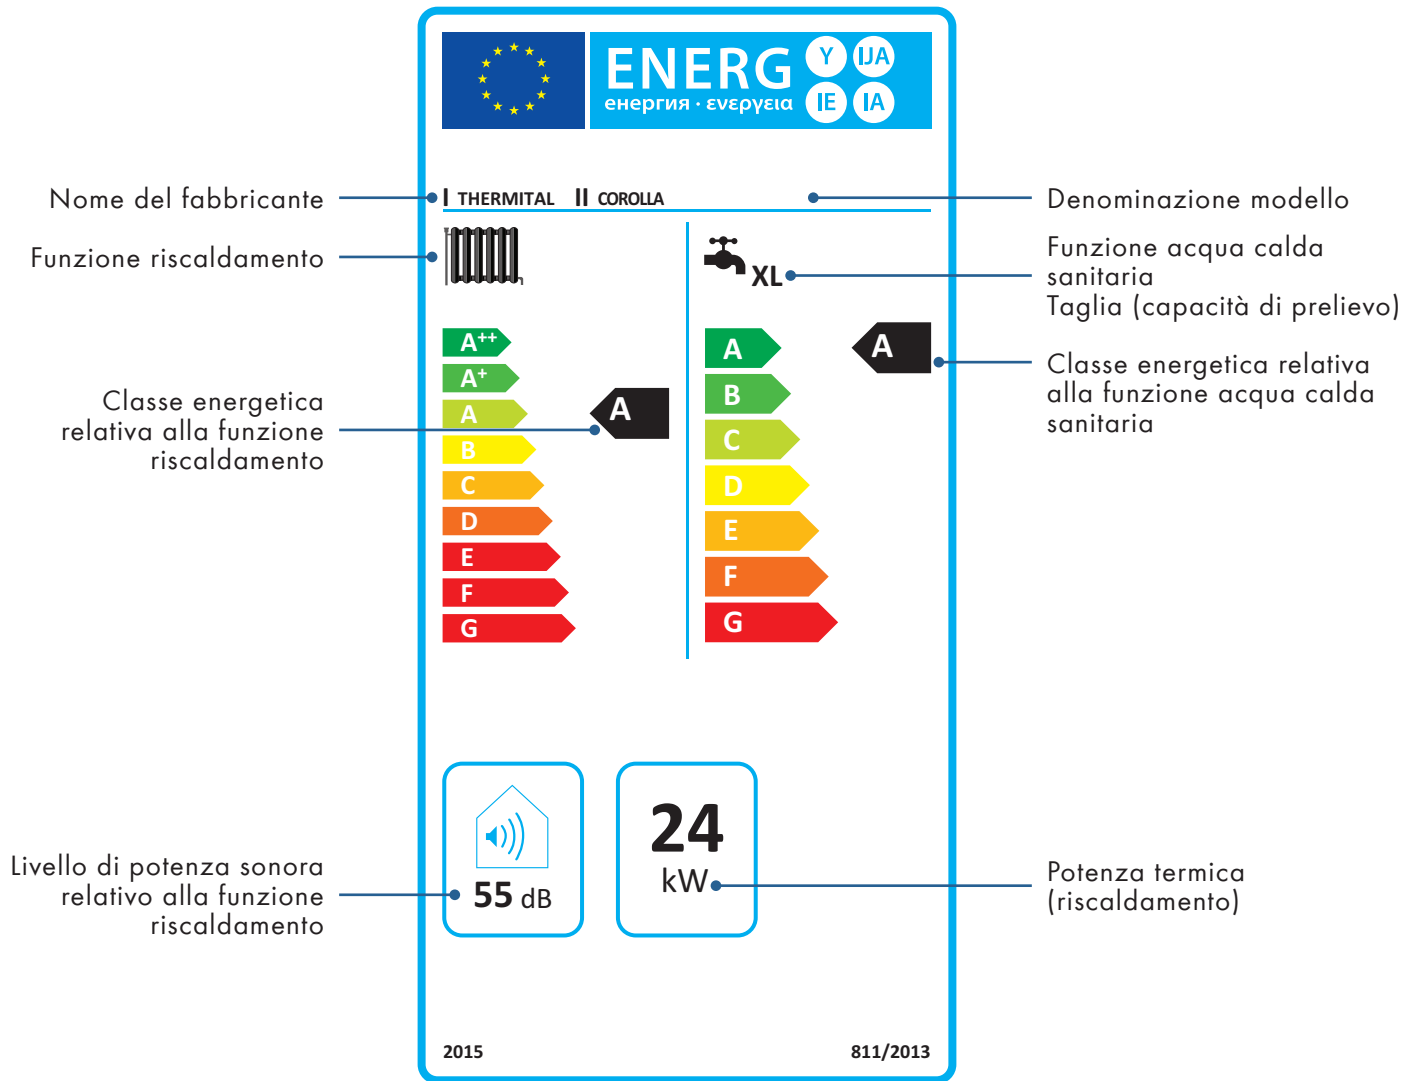 ENERG
енергия · ενεργεια
Y IJA
IE IA
Nome del fabbricante
I THERMITAL II COROLLA
Denominazione modello
Funzione riscaldamento
XL
Funzione acqua calda
sanitaria
Taglia (capacità di prelievo)
A++
A+
A
B
C
D
E
F
G
A
Classe energetica
relativa alla funzione
riscaldamento
A
B
C
D
E
F
G
A
Classe energetica relativa
alla funzione acqua calda
sanitaria
Livello di potenza sonora
relativo alla funzione
riscaldamento
55 dB
24
kW
Potenza termica
(riscaldamento)
2015
811/2013